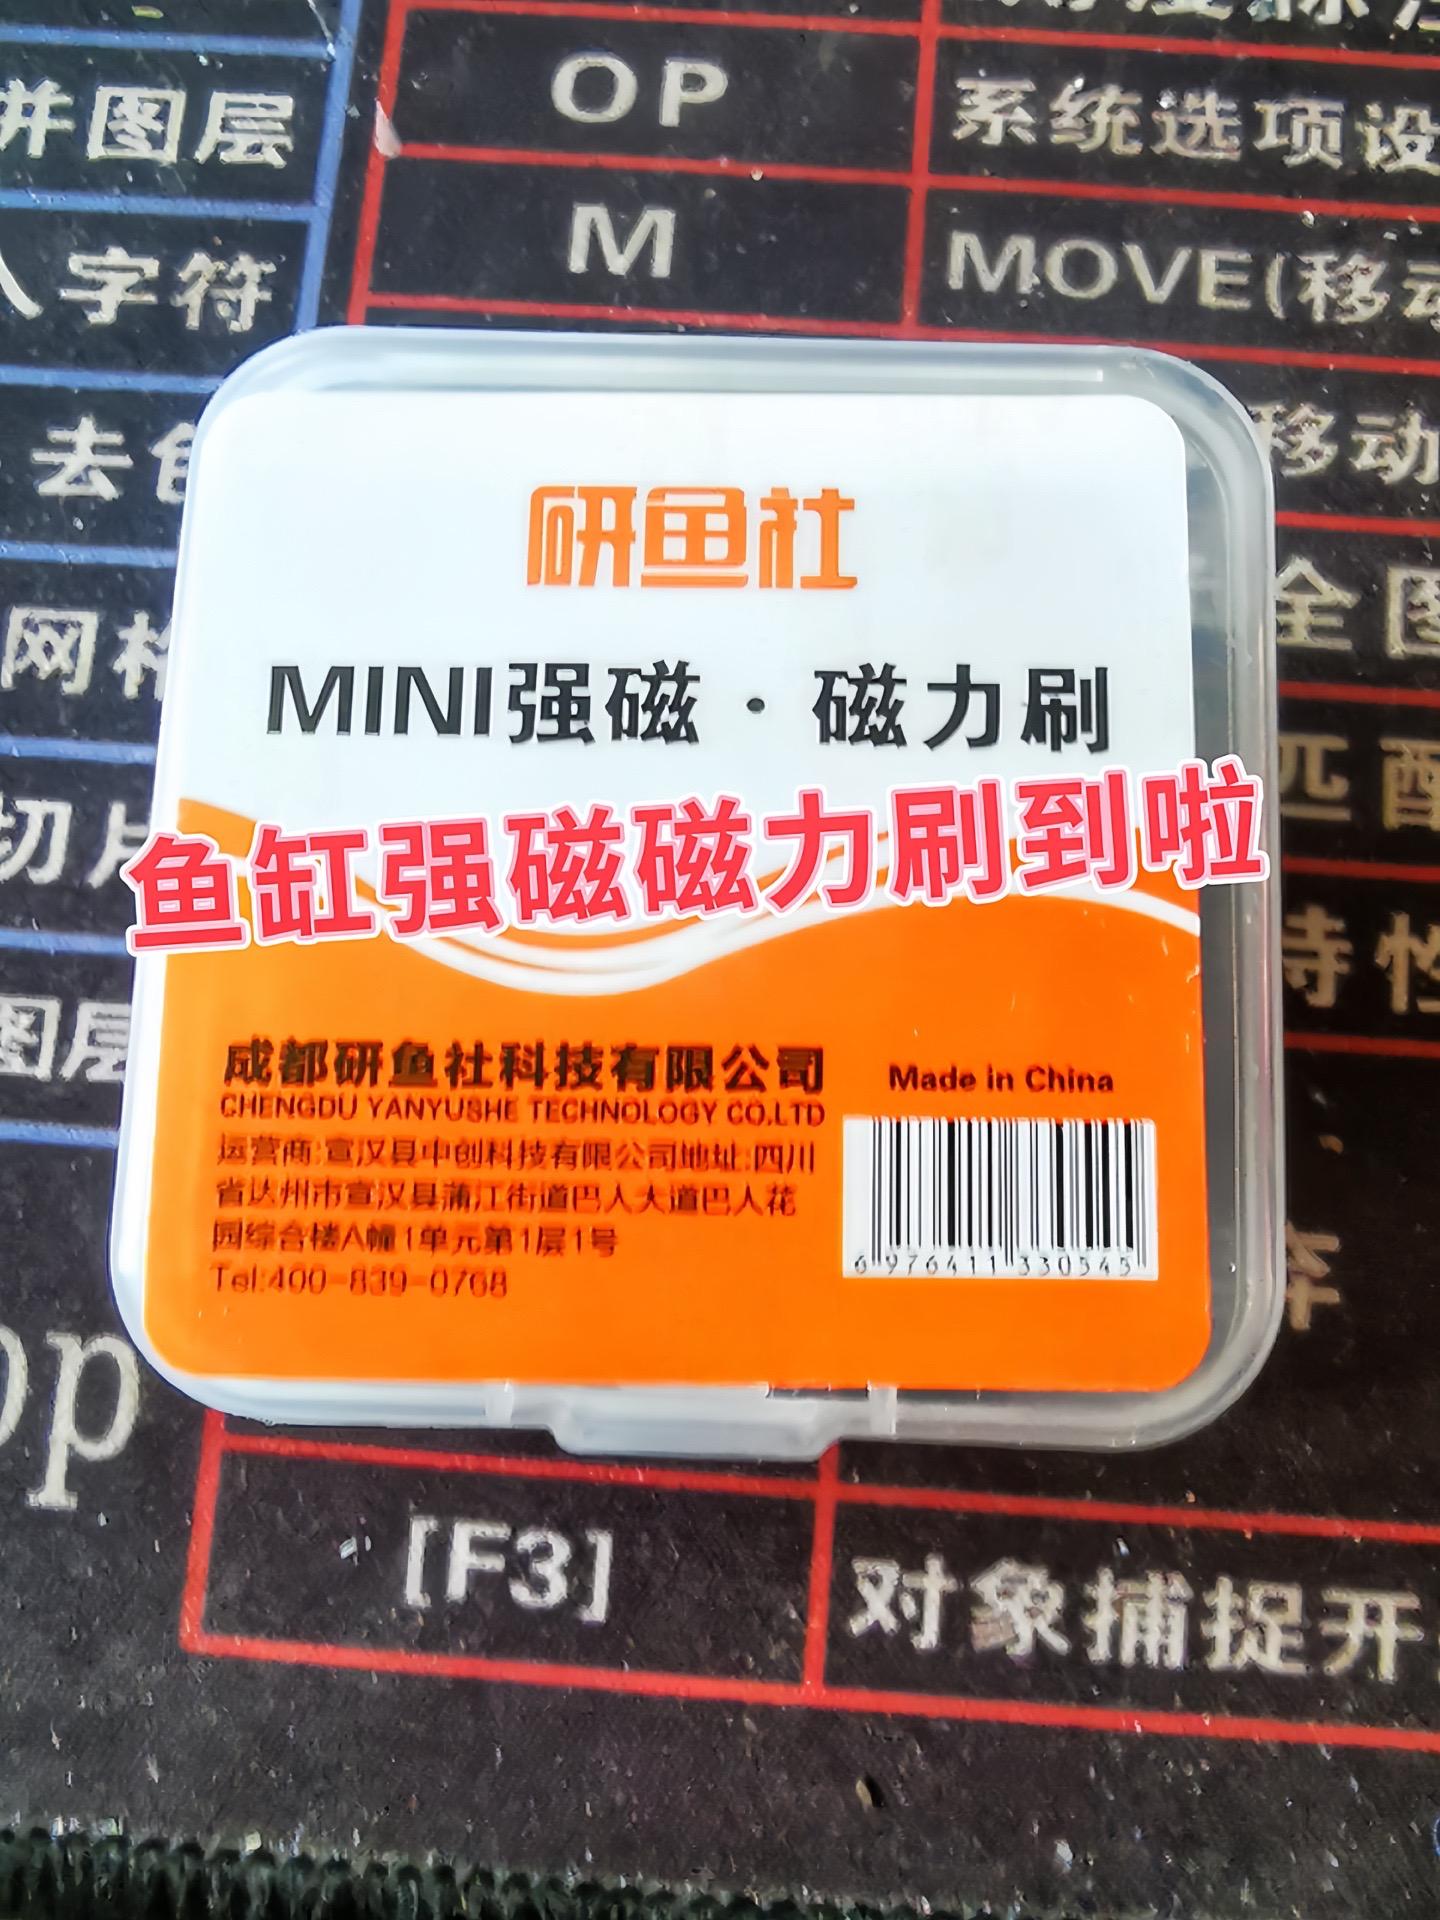 并图层
OP
系统选项设
入字符
M
MOVE(移动
去色
移动
网格
全图
切片
匹配
图层
特性
研鱼社
MINI强磁·磁力刷
鱼缸强磁磁力刷到啦
成都研鱼社科技有限公司
CHENGDU YANYUSHE TECHNOLOGY CO.LTD
运营商:宣汉县中创科技有限公司地址:四川
省达州市宣汉县蒲江街道巴人大道巴人花
园综合楼A幢1单元第1层1号
Tel:400-839-0768
Made in China
6 976411 330545
op
[F3]
对象捕捉开